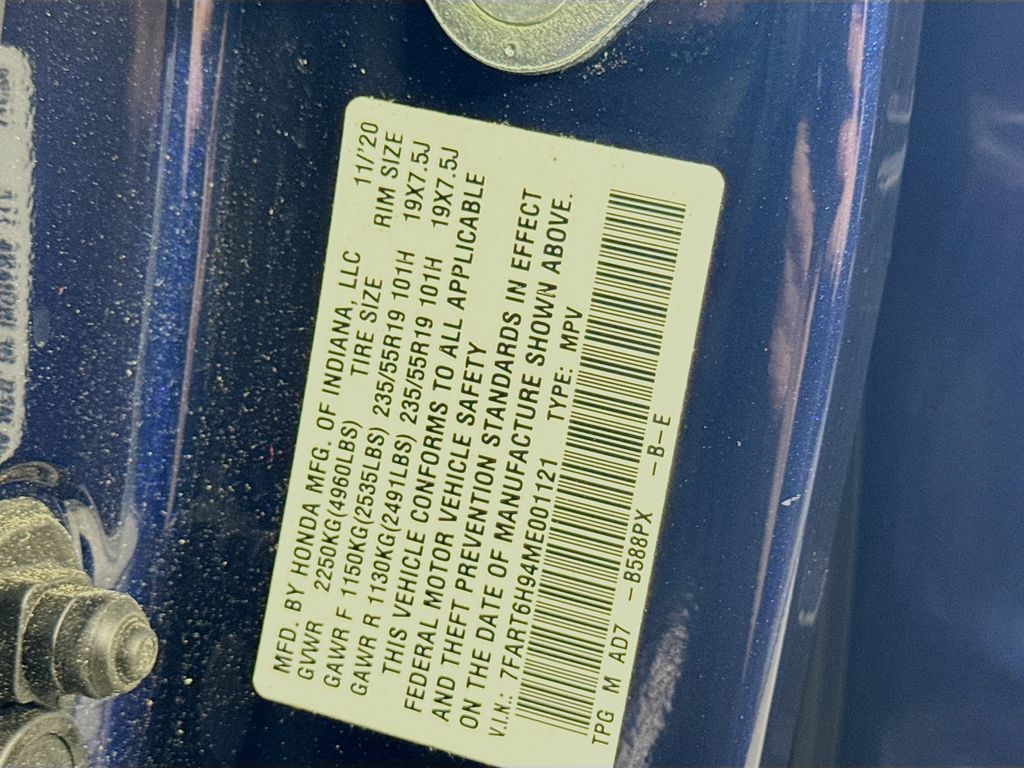 MFD. BY HONDA MFG. OF INDIANA, LLC 11/'20
GVWR 2250KG(4960LBS) TIRE SIZE RIM SIZE
GAWR F 1150KG(2535LBS) 235/55R19 101H 19X7.5J
GAWR R 1130KG(2491LBS) 235/55R19 101H 19X7.5J
THIS VEHICLE CONFORMS TO ALL APPLICABLE
FEDERAL MOTOR VEHICLE SAFETY
AND THEFT PREVENTION STANDARDS IN EFFECT
ON THE DATE OF MANUFACTURE SHOWN ABOVE.
V.I.N.: 7FART6H94ME001121 TYPE: MPV
TPG M AD7 -B588PX -B-E